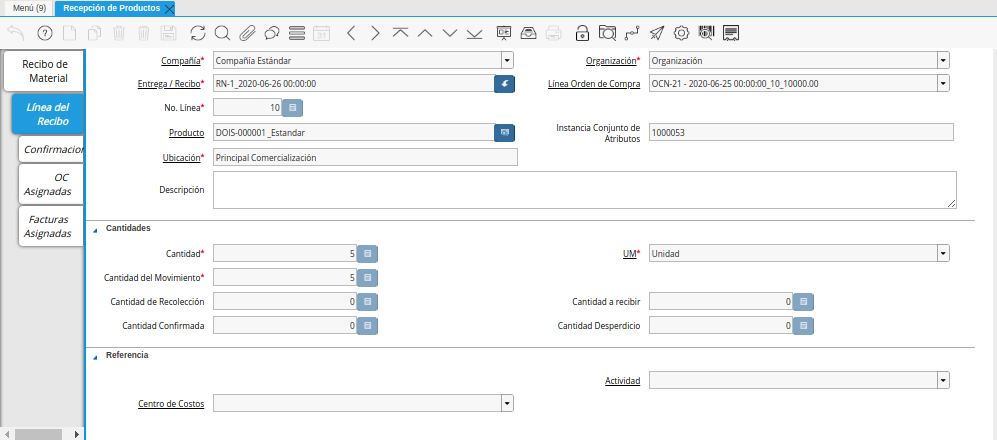 Menú (9)
Recepción de Productos
Recibo de
Material
Línea del
Recibo
OC
Asignadas
Facturas
Asignadas
Compañía* Compañía Estándar Organización* Organización
Entrega / Recibo* RN-1_2020-06-26 00:00:00 Línea Orden de Compra OCN-21 - 2020-06-25 00:00:00_10_10000.00
No. Línea* 10
Producto DOIS-000001_Estandar Instancia Conjunto de
Atributos 1000053
Ubicación* Principal Comercialización
Descripción
Cantidades
Cantidad* 5 UM* Unidad
Cantidad del Movimiento* 5
Cantidad de Recolección 0 Cantidad a recibir 0
Cantidad Confirmada 0 Cantidad Desperdicio 0
Referencia
Actividad
Centro de Costos